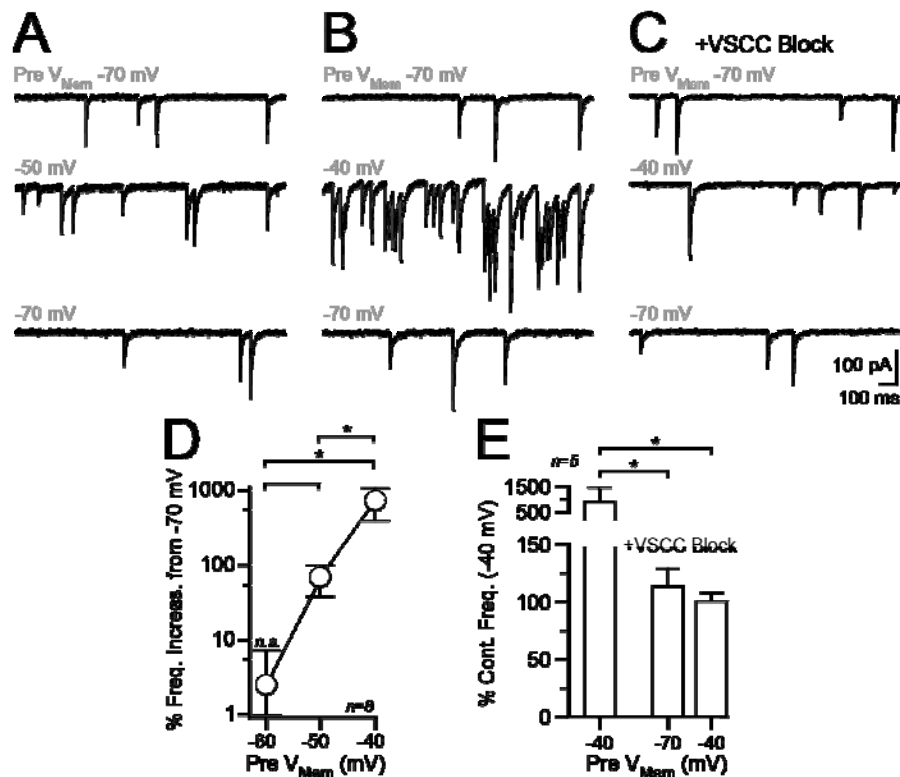 A
B
C +VSCC Block
Pre VMem -70 mV
Pre VMem -70 mV
Pre VMem -70 mV
-50 mV
-40 mV
-40 mV
-70 mV
-70 mV
-70 mV
100 pA
100 ms
D
*
*
% Freq. Increas. from -70 mV
1000
100
10
1
n.s.
n=8
-60
-50
-40
Pre VMem (mV)
E
n=5
*
*
% Cont. Freq. (-40 mV)
1500
500
150
100
50
0
+VSCC Block
-40
-70
-40
Pre VMem (mV)